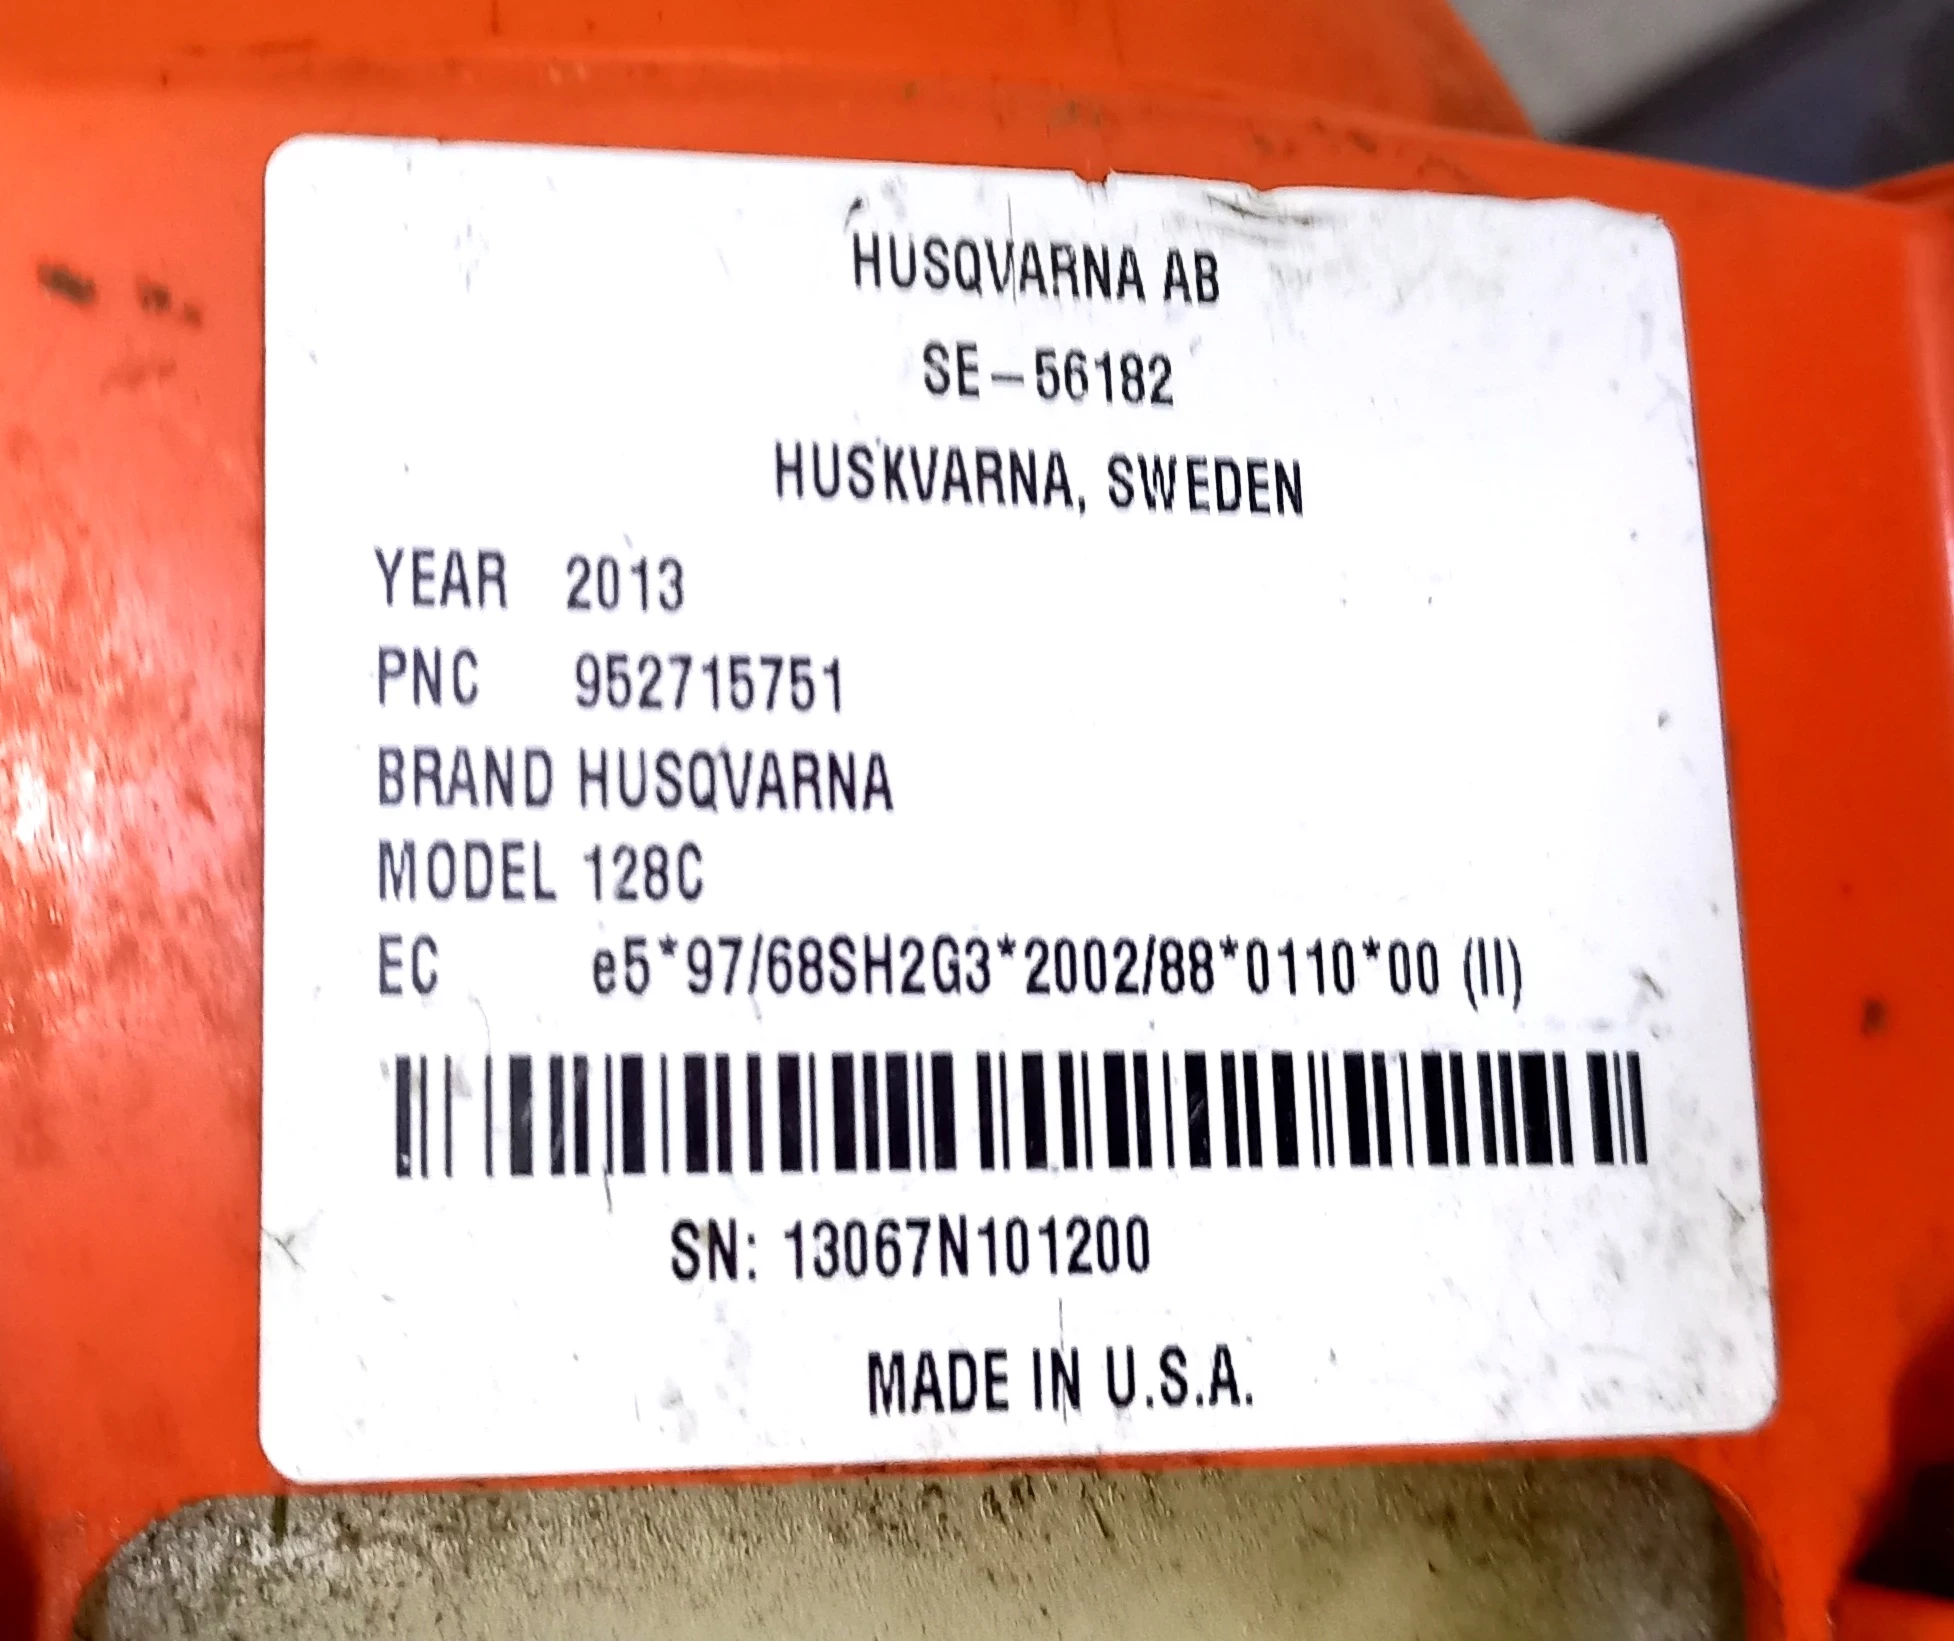 HUSQVARNA AB
SE-56182
HUSKVARNA, SWEDEN
YEAR 2013
PNC 952715751
BRAND HUSQVARNA
MODEL 128C
EC e5*97/68SH2G3*2002/88*0110*00 (II)
SN: 13067N101200
MADE IN U.S.A.